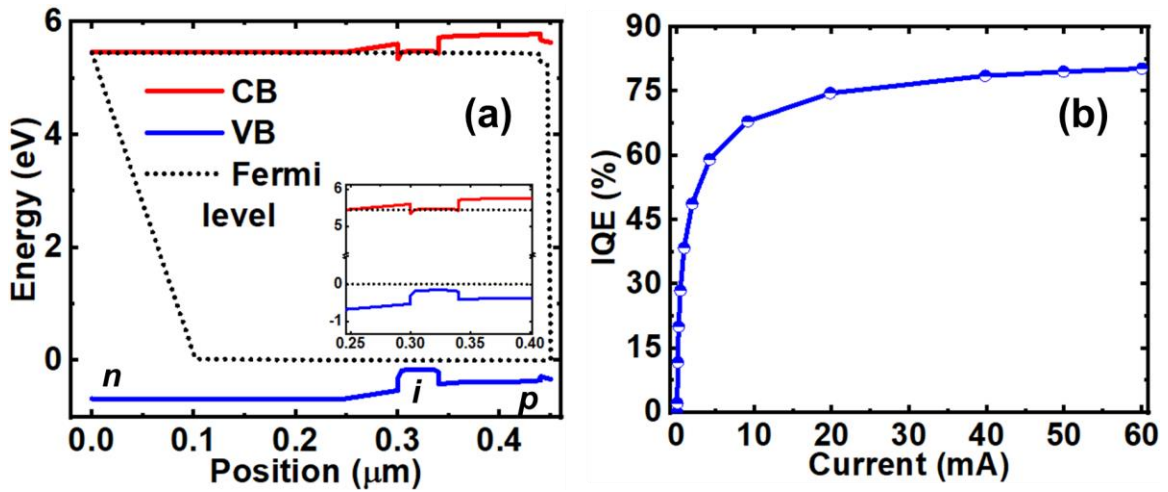 (a)
6
4
2
0
Energy (eV)
CB
VB
Fermi
level
6
5
0
-1
0.25 0.30 0.35 0.40
n
i
p
0.0 0.1 0.2 0.3 0.4
Position (μm)
(b)
90
75
60
45
30
15
0
IQE (%)
0 10 20 30 40 50 60
Current (mA)